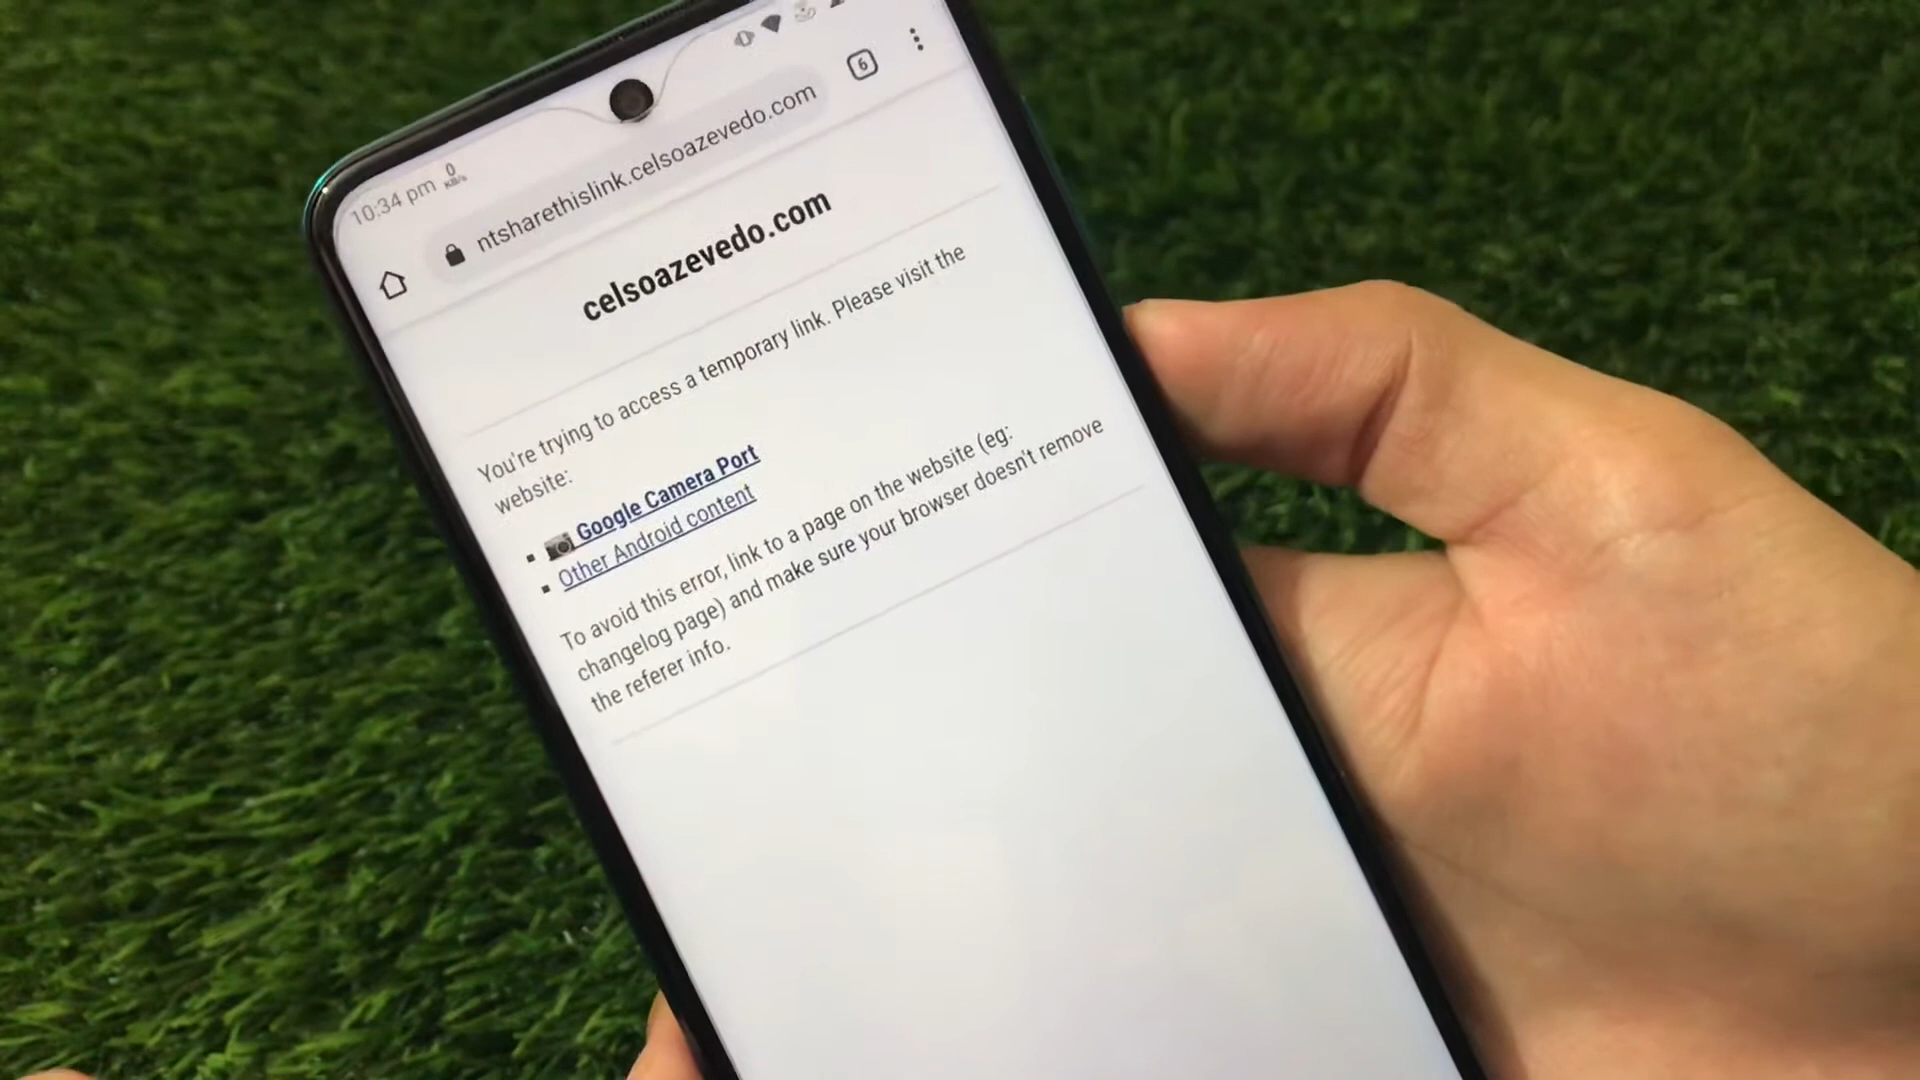 10:34 pm 0 KB/s
ntsharethislink.celsoazevedo.com 6
celsoazevedo.com
You're trying to access a temporary link. Please visit the
website:
Google Camera Port
Other Android content
To avoid this error, link to a page on the website (eg:
changelog page) and make sure your browser doesn't remove
the referer info.